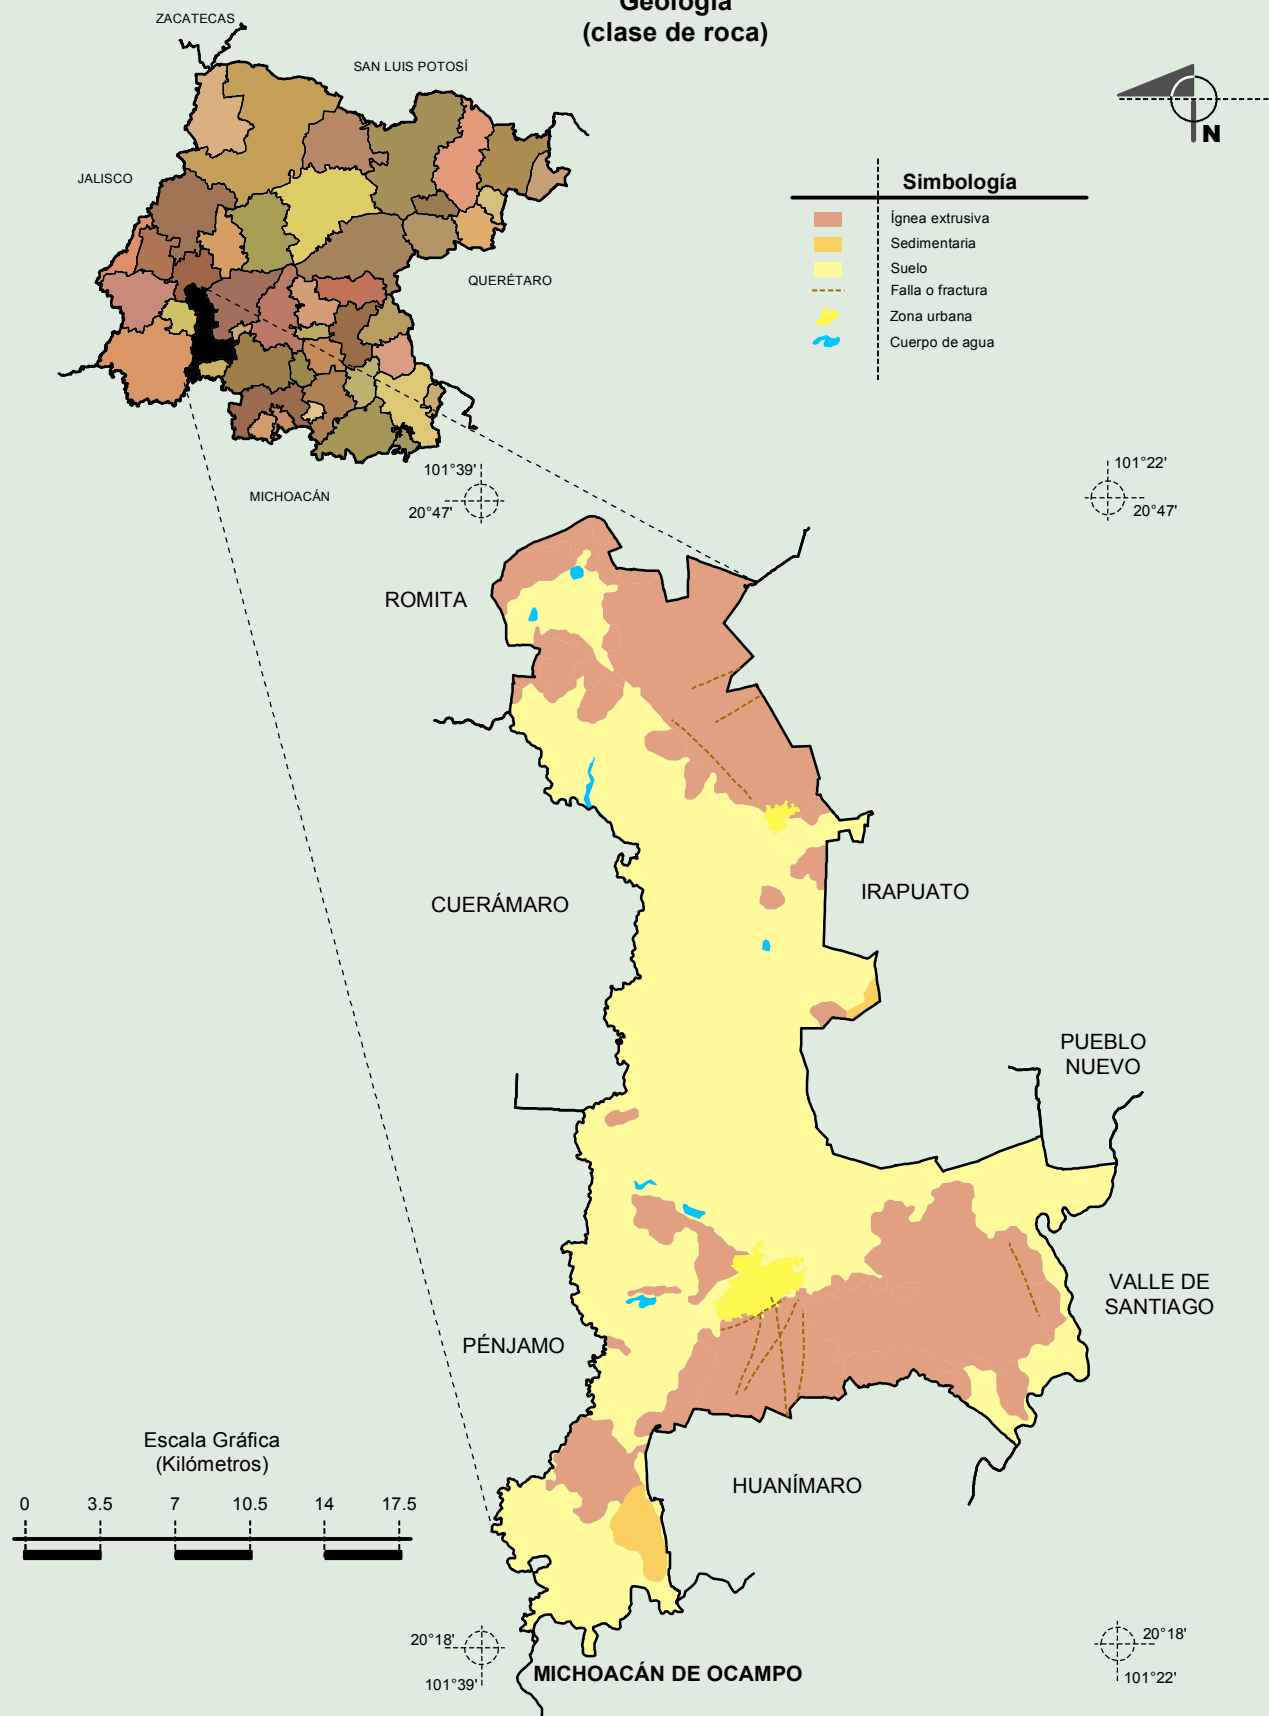 Geología
(clase de roca)
ZACATECAS
SAN LUIS POTOSÍ
JALISCO
QUERÉTARO
MICHOACÁN
N
Simbología
Ígnea extrusiva
Sedimentaria
Suelo
Falla o fractura
Zona urbana
Cuerpo de agua
101°39'
20°47'
101°22'
20°47'
ROMITA
CUERÁMARO
IRAPUATO
PUEBLO
NUEVO
VALLE DE
SANTIAGO
PÉNJAMO
HUANÍMARO
Escala Gráfica
(Kilómetros)
0 3.5 7 10.5 14 17.5
20°18'
101°39'
MICHOACÁN DE OCAMPO
20°18'
101°22'